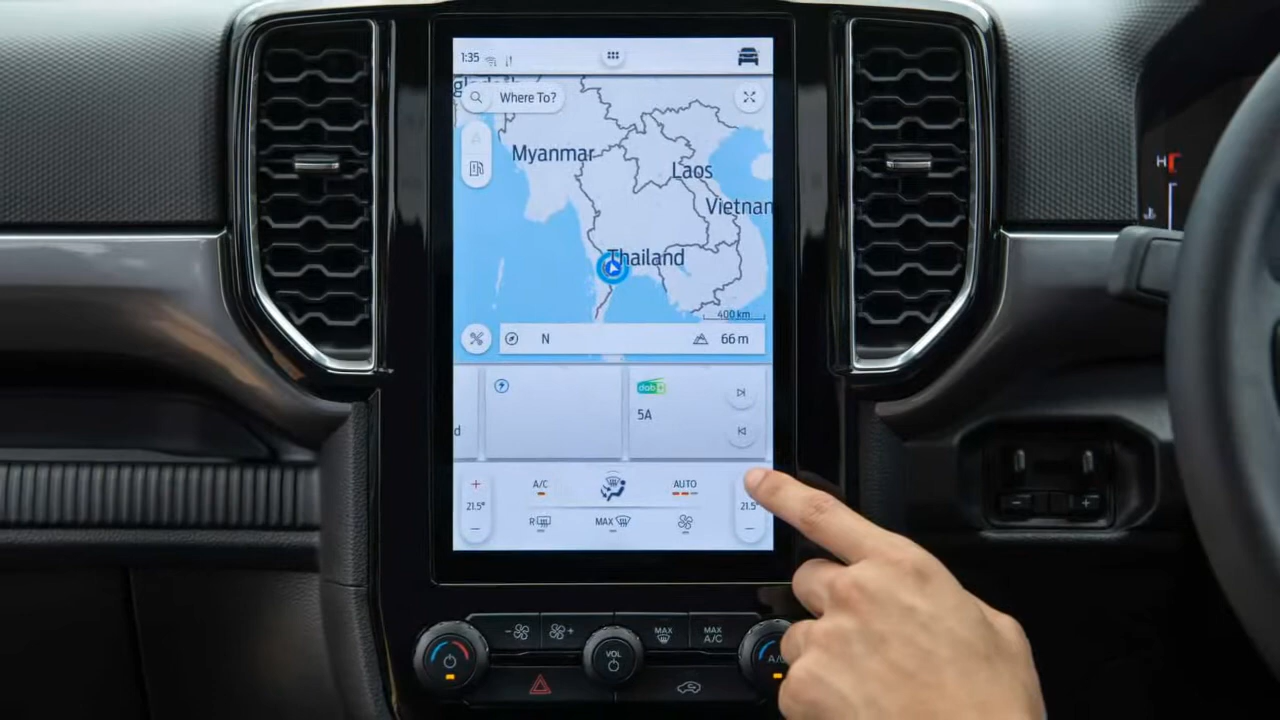 1:35
Where To?
Myanmar
Laos
Vietnam
Thailand
400 km
N
66 m
dab+
5A
d
+
A/C
AUTO
+
21.5°
21.5°
−
R
MAX
−
H
− +
MAX
MAX
A/C
VOL
A/C
− +